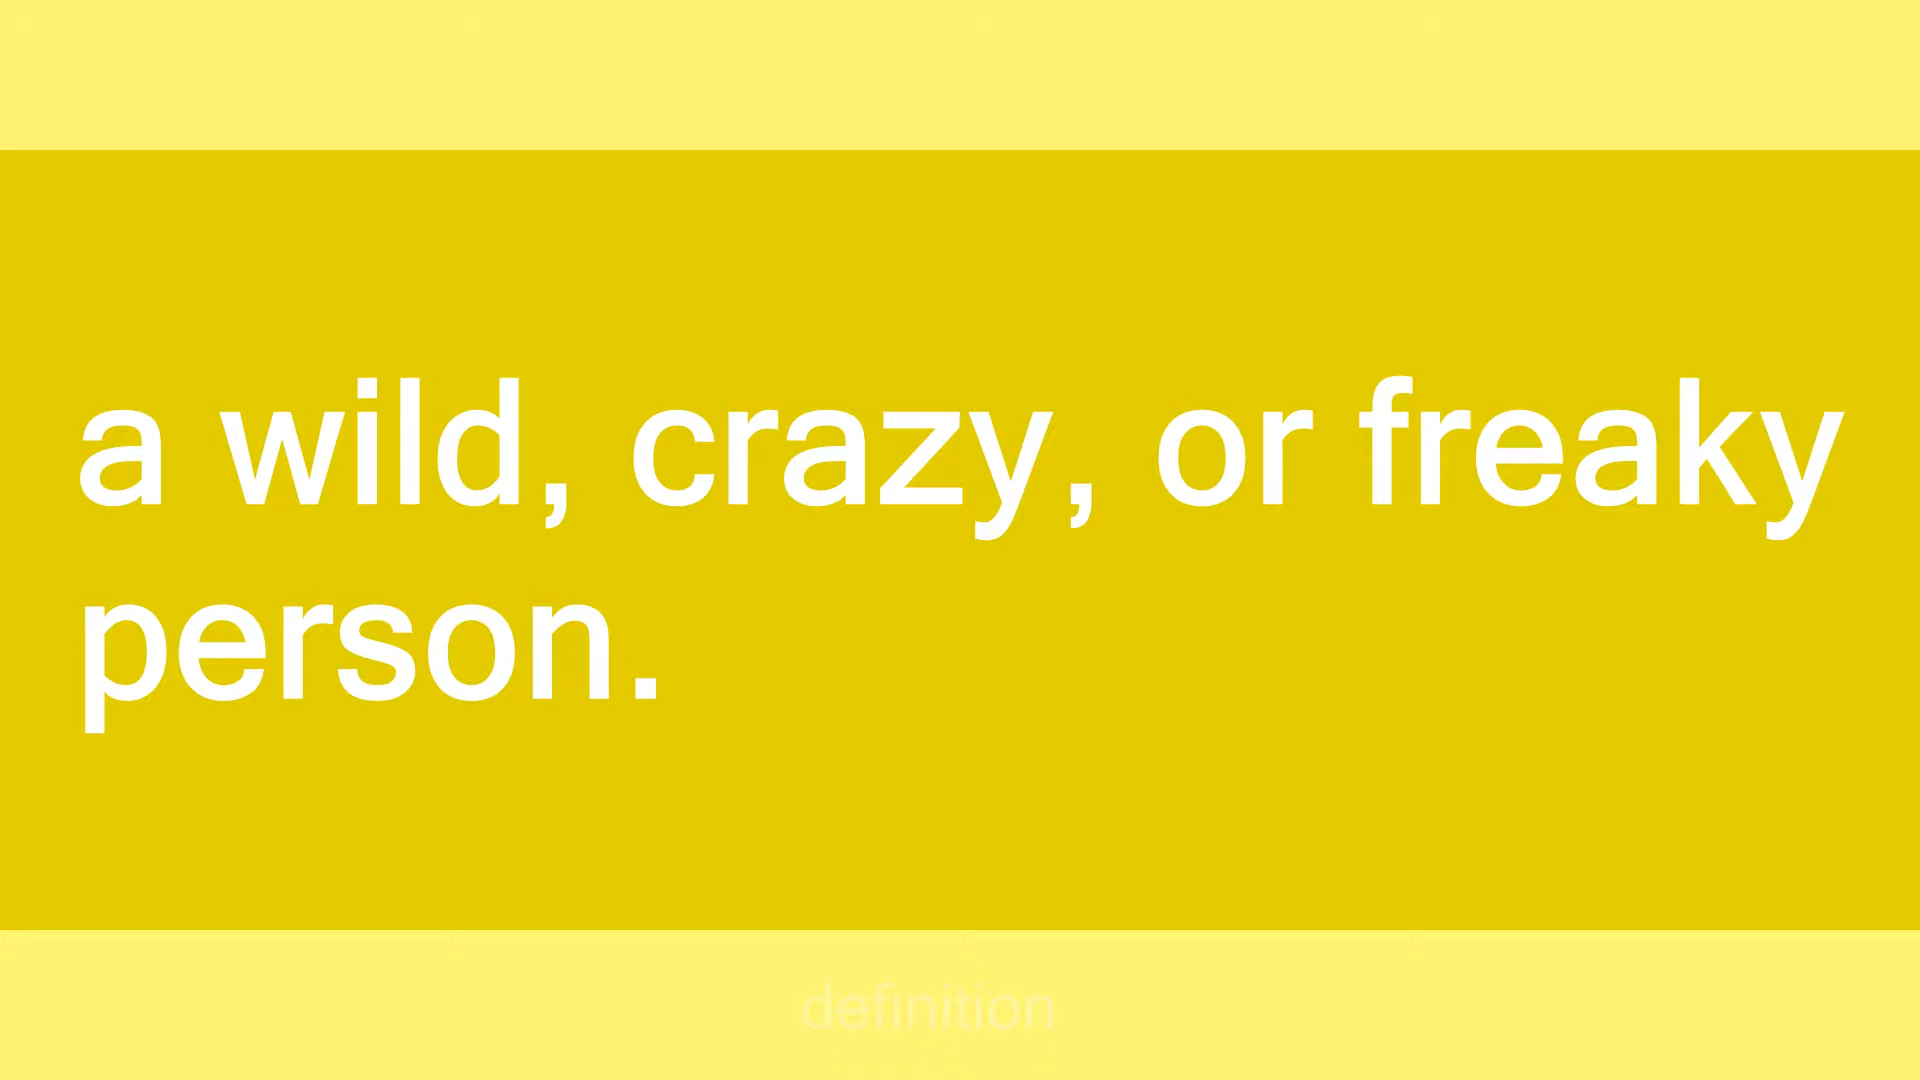 a wild, crazy, or freaky
person.
definition